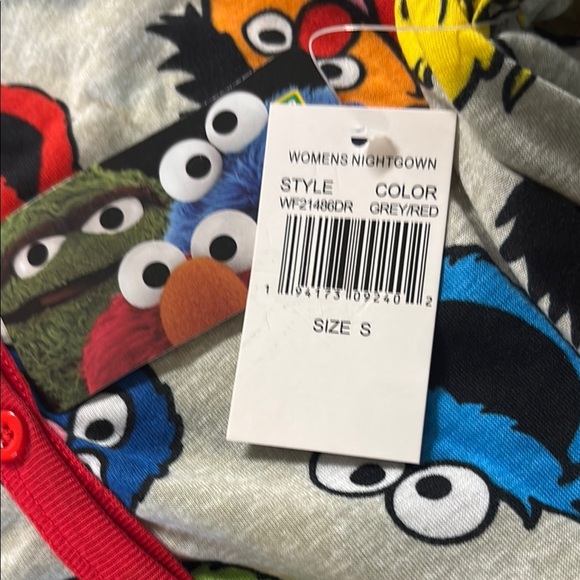 WOMENS NIGHTGOWN
STYLE COLOR
WF21486DR GREY/RED
1 94173 09240 2
SIZE S